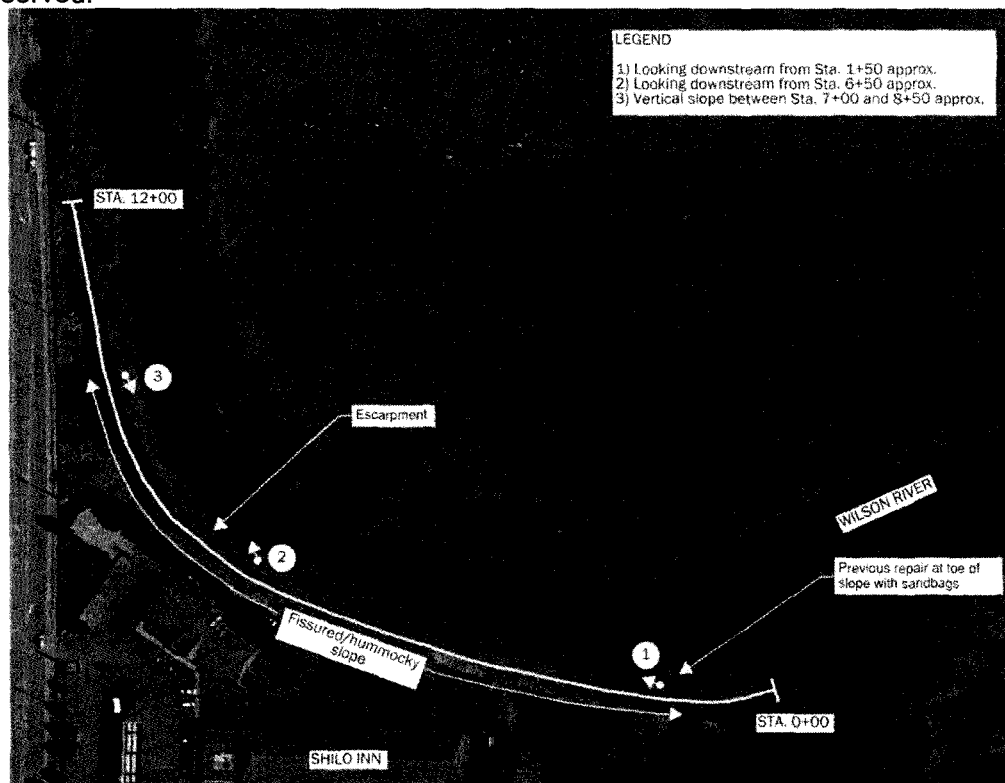 LEGEND
1) Looking downstream from Sta. 1+50 approx.
2) Looking downstream from Sta. 6+50 approx.
3) Vertical slope between Sta. 7+00 and 8+50 approx.
STA. 12+00
3
Escarpment
2
WILSON RIVER
Previous repair at toe of
slope with sandbags
Fissured/hummocky
slope
1
STA. 0+00
SHILO INN